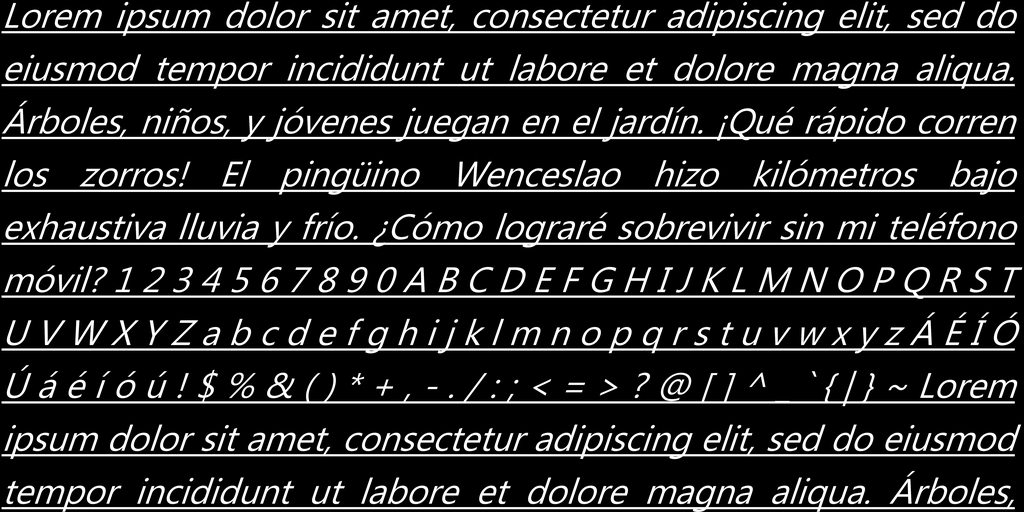 Lorem ipsum dolor sit amet, consectetur adipiscing elit, sed do
eiusmod tempor incididunt ut labore et dolore magna aliqua.
Árboles, niños, y jóvenes juegan en el jardín. ¡Qué rápido corren
los zorros! El pingüino Wenceslao hizo kilómetros bajo
exhaustiva lluvia y frío. ¿Cómo lograré sobrevivir sin mi teléfono
móvil? 1 2 3 4 5 6 7 8 9 0 A B C D E F G H I J K L M N O P Q R S T
U V W X Y Z a b c d e f g h i j k l m n o p q r s t u v w x y z Á É Í Ó
Ú á é í ó ú ! $ % & ( ) * + , - . / : ; < = > ? @ [ ] ^ _ ` { | } ~ Lorem
ipsum dolor sit amet, consectetur adipiscing elit, sed do eiusmod
tempor incididunt ut labore et dolore magna aliqua. Árboles,